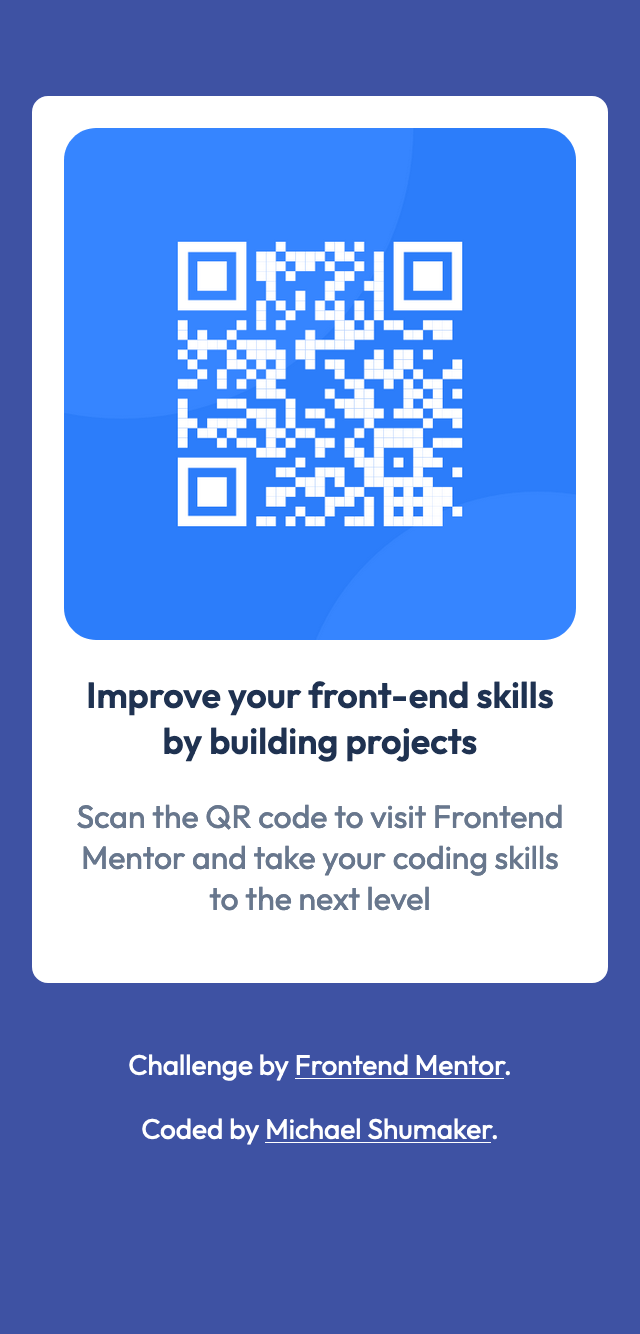 Improve your front-end skills
by building projects
Scan the QR code to visit Frontend
Mentor and take your coding skills
to the next level
Challenge by Frontend Mentor.
Coded by Michael Shumaker.